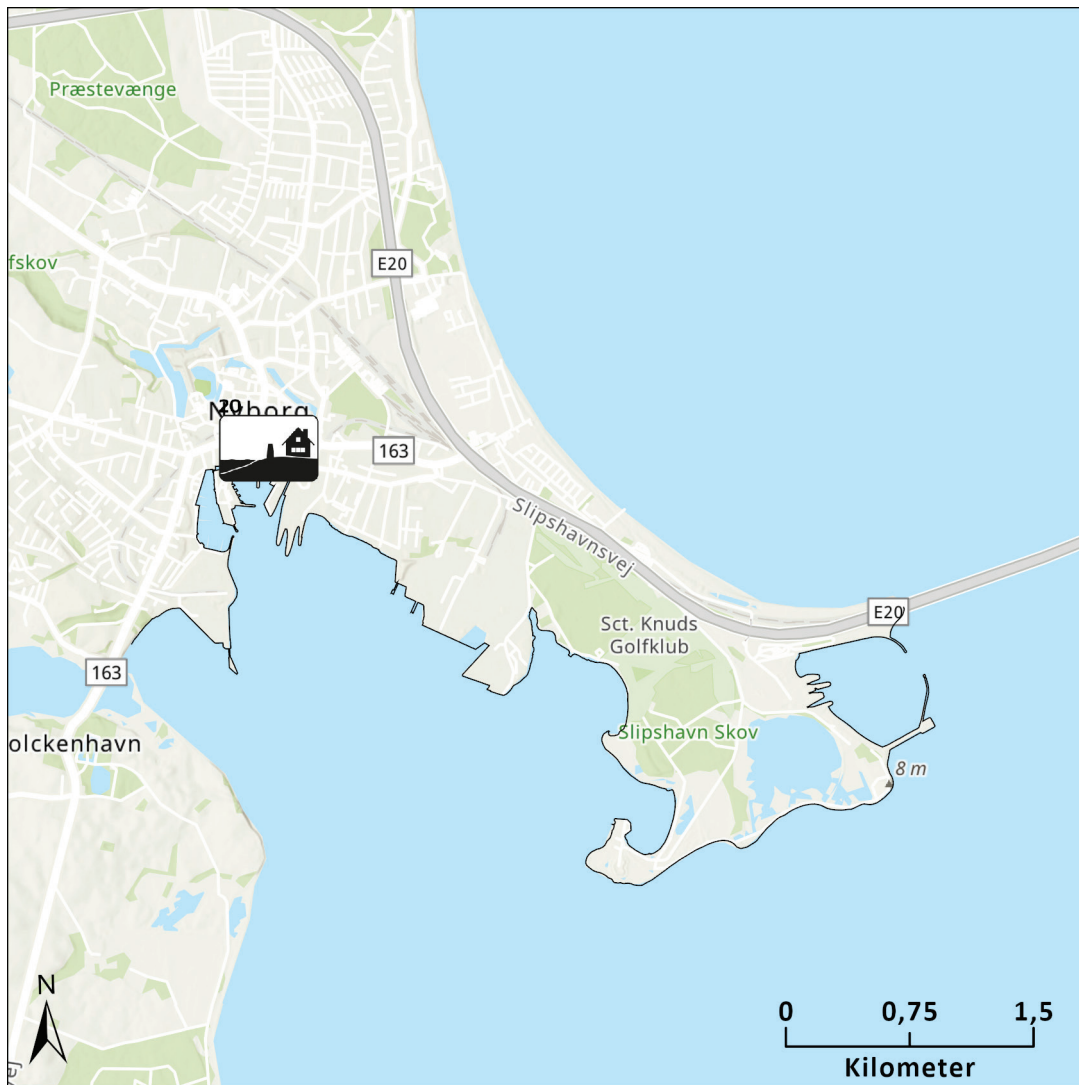 Præstevænge
E20
fskov
Nyborg
163
Slipshavnsvej
Sct. Knuds
Golfklub
E20
163
Slipshavn Skov
olckenhavn
8 m
N
0 0,75 1,5
Kilometer